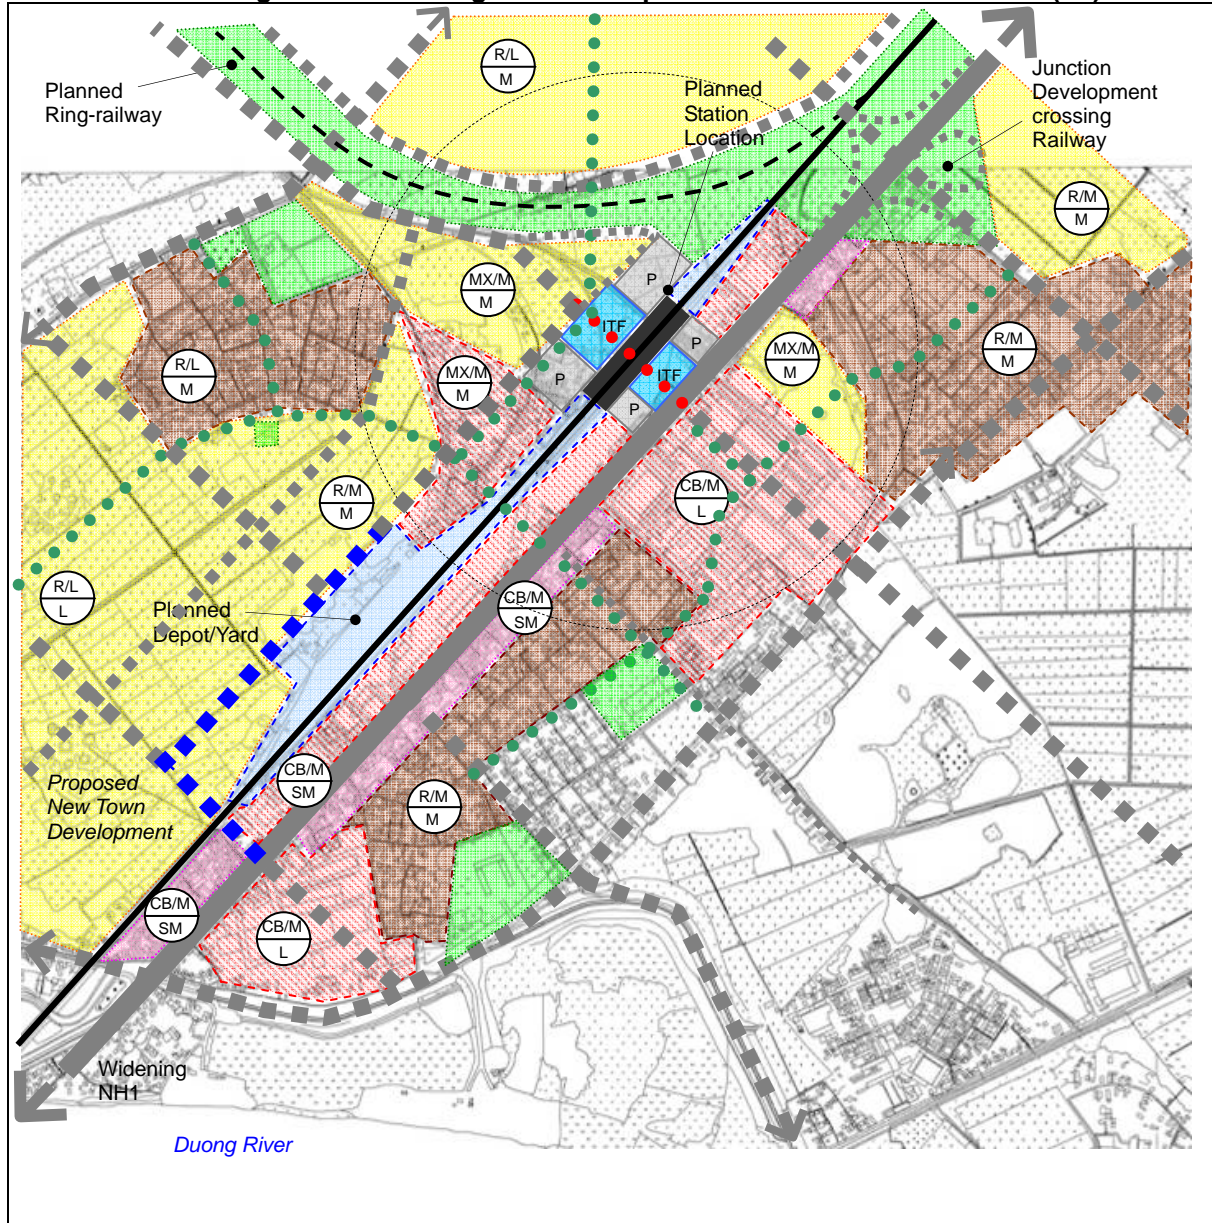 R/L
M
Planned
Ring-railway
Planned
Station
Location
Junction
Development
crossing
Railway
R/M
M
MX/M
M
P
ITF
P
ITF
P
P
MX/M
M
R/M
M
R/L
M
MX/M
M
R/M
M
CB/M
L
R/L
L
Planned
Depot/Yard
CB/M
SM
Proposed
New Town
Development
CB/M
SM
R/M
M
CB/M
SM
CB/M
L
Widening
NH1
Duong River